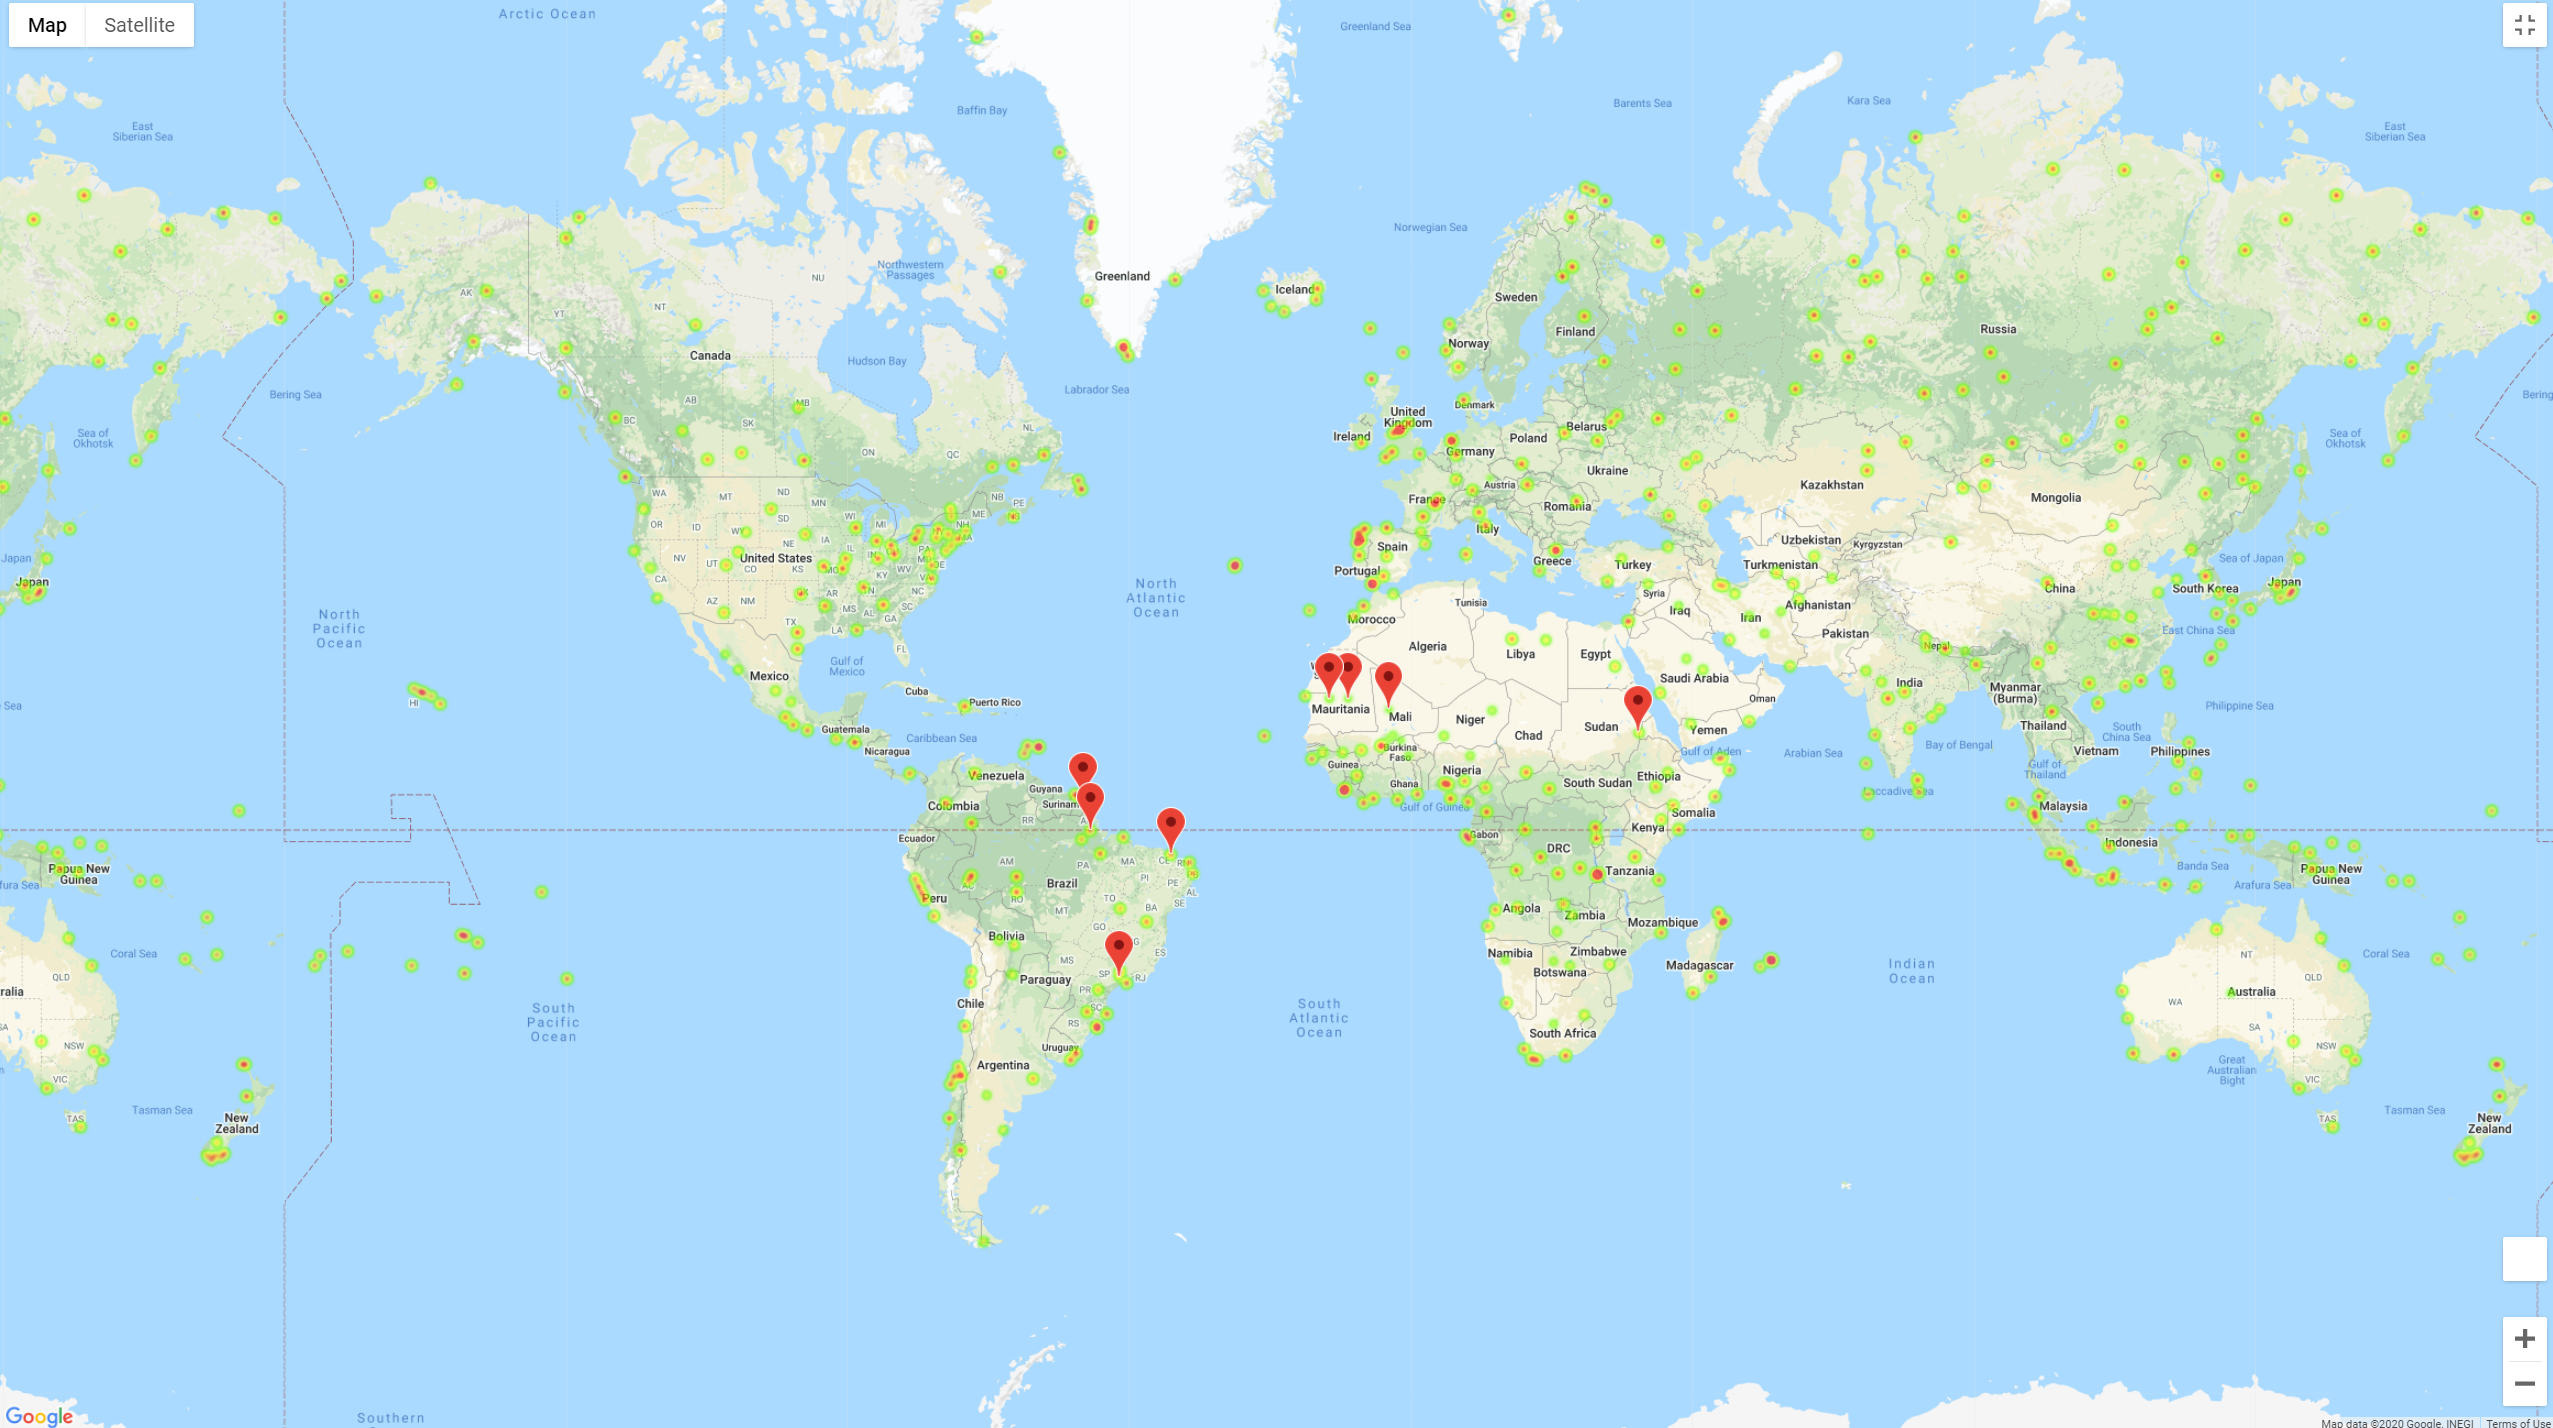 Map
Satellite
Arctic Ocean
Greenland Sea
East
Siberian Sea
Baffin Bay
Barents Sea
Kara Sea
East
Siberian Sea
Norwegian Sea
Northwestern
Passages
NU
Greenland
Iceland
AK
YT
NT
Sweden
Finland
Norway
Russia
Canada
Hudson Bay
Labrador Sea
Bering Sea
Bering
AB
MB
BC
SK
NL
ON
QC
Sea of
Okhotsk
United
Kingdom
Ireland
Denmark
Belarus
Poland
Germany
Ukraine
Austria
France
Romania
Italy
Kazakhstan
Mongolia
Sea of
Okhotsk
WA
MT
ND
MN
NB
PE
ME
NS
OR
ID
SD
WI
MI
NH
MA
WY
NE
IA
IL
PA
NV
UT
CO
United States
KS
MO
KY
WV
VA
DE
NC
CA
AZ
NM
OK
AR
TN
MS
AL
SC
GA
TX
LA
FL
Spain
Portugal
Greece
Turkey
Syria
Iraq
Iran
Uzbekistan
Kyrgyzstan
Turkmenistan
Afghanistan
Pakistan
China
South Korea
Japan
Sea of Japan
East China Sea
Japan
Japan
North
Pacific
Ocean
North
Atlantic
Ocean
Gulf of
Mexico
Mexico
Cuba
Puerto Rico
Guatemala
Caribbean Sea
Nicaragua
HI
Tunisia
Morocco
Algeria
Libya
Egypt
W
S
Mauritania
Mali
Niger
Chad
Sudan
Saudi Arabia
Oman
Yemen
Gulf of Aden
Arabian Sea
Nepal
India
Myanmar
(Burma)
Thailand
Vietnam
Bay of Bengal
Gulf of
Thailand
South
China Sea
Philippines
Philippine Sea
Burkina
Faso
Guinea
Ghana
Nigeria
Gulf of Guinea
South Sudan
Ethiopia
Somalia
Kenya
Laccadive Sea
Malaysia
Indonesia
Banda Sea
Arafura Sea
Papua New
Guinea
Venezuela
Guyana
Surinam
Colombia
RR
A
Ecuador
AM
PA
MA
CE
RN
PB
PI
PE
AL
SE
AC
RO
TO
BA
Brazil
Peru
MT
GO
G
Bolivia
ES
MS
SP
RJ
Paraguay
PR
SC
RS
Chile
Uruguay
Argentina
Gabon
DRC
Tanzania
Angola
Zambia
Mozambique
Namibia
Zimbabwe
Botswana
Madagascar
South Africa
Indian
Ocean
South
Atlantic
Ocean
South
Pacific
Ocean
Papua New
Guinea
fura Sea
Coral Sea
QLD
ralia
SA
NSW
VIC
TAS
Tasman Sea
New
Zealand
Coral Sea
NT
QLD
WA
Australia
SA
NSW
VIC
Great
Australian
Bight
TAS
Tasman Sea
New
Zealand
Southern
Google
Map data ©2020 Google, INEGI
Terms of Use